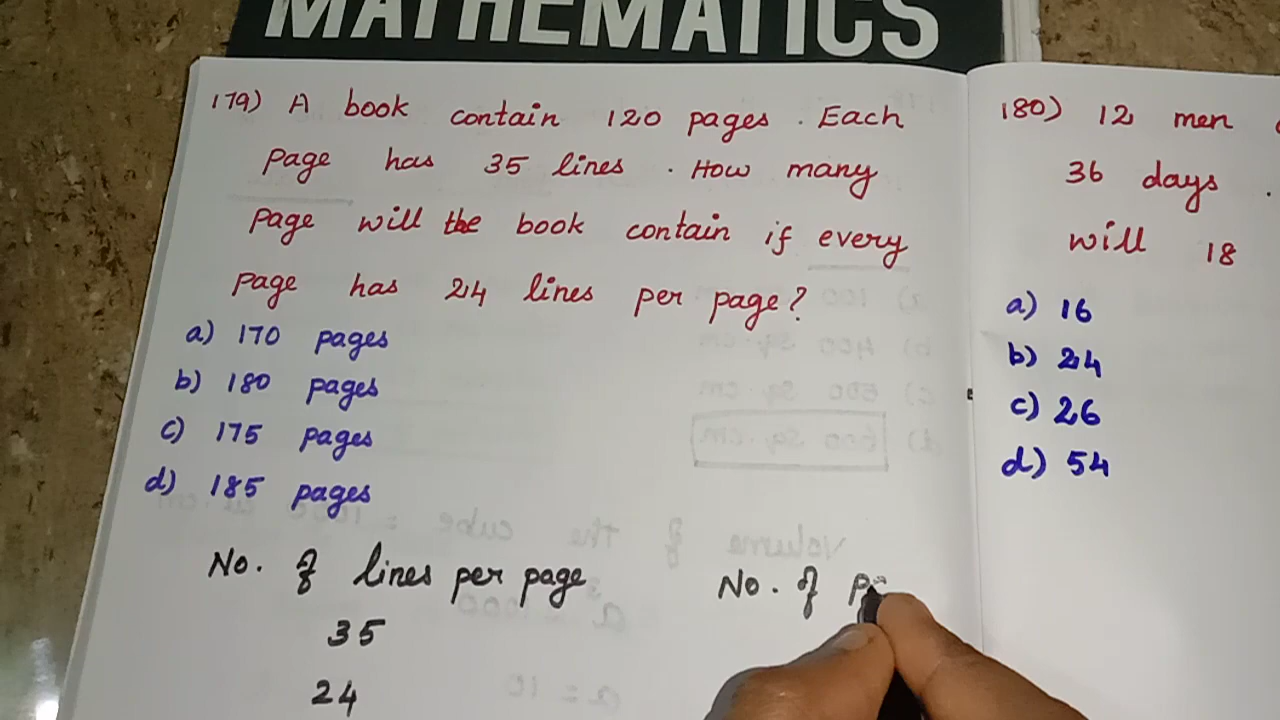 MATHEMATICS
179) A book contain 120 pages. Each
page has 35 lines. How many
page will the book contain if every
page has 24 lines per page?
a) 170 pages
b) 180 pages
c) 175 pages
d) 185 pages
No. of lines per page
35
24
No. of
180) 12 men
36 days.
will 18
a) 16
b) 24
c) 26
d) 54